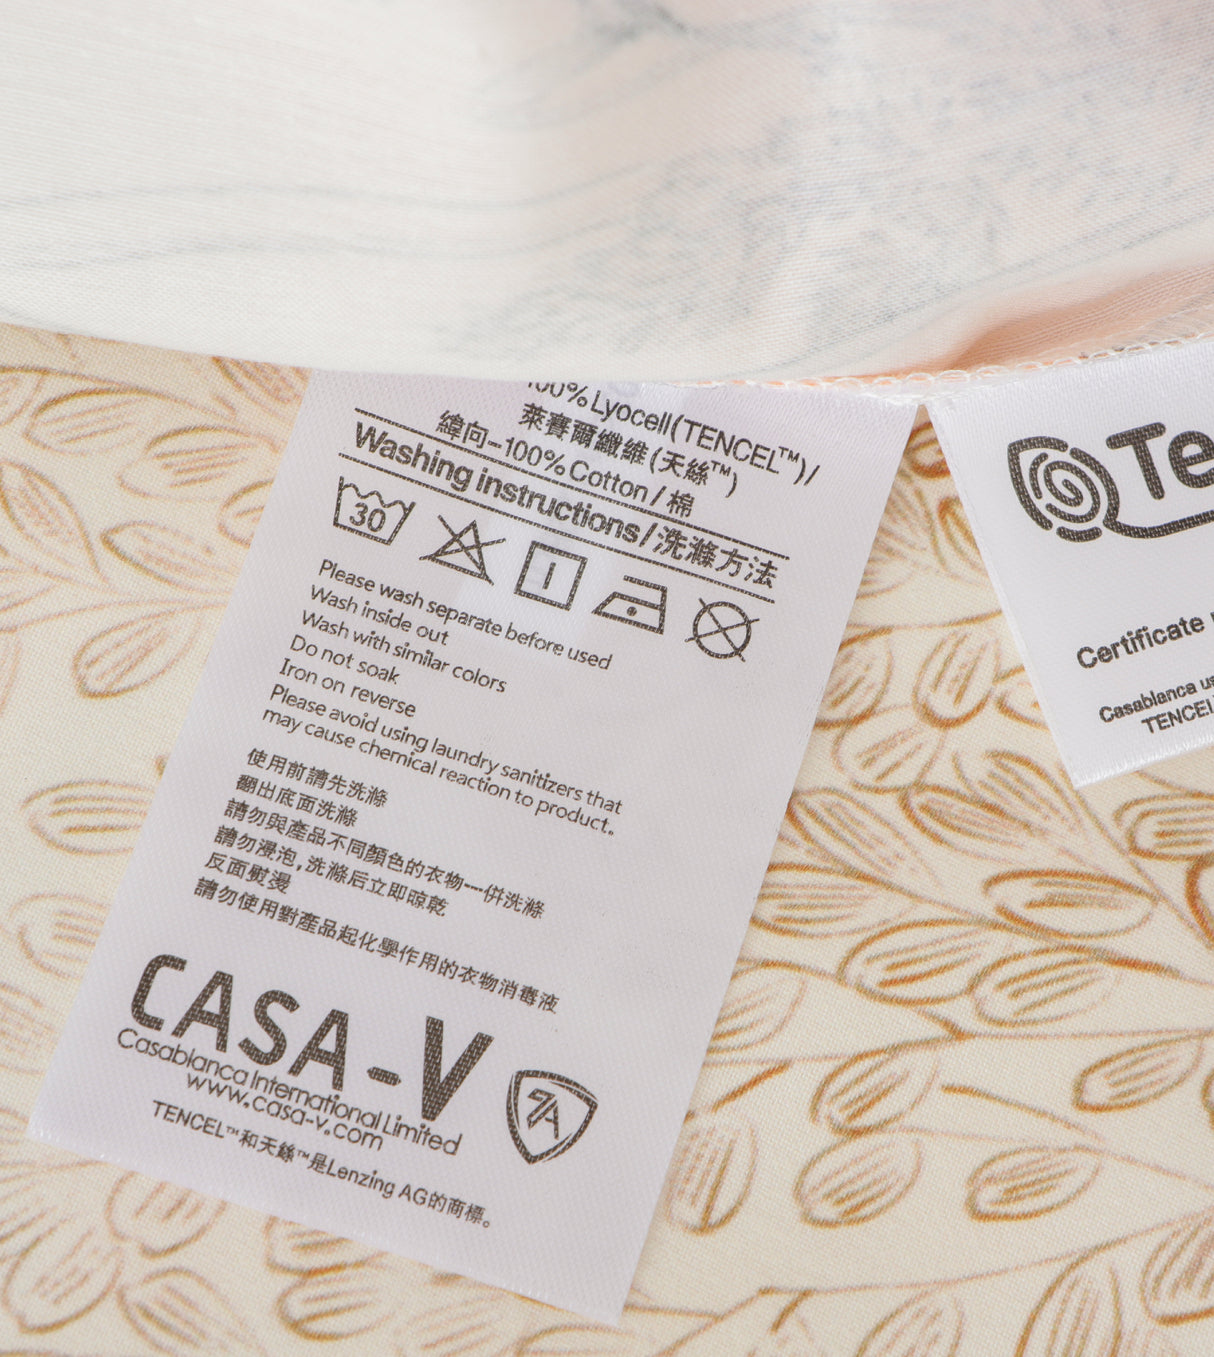 100% Lyocell(TENCEL™)/
萊賽爾纖維(天絲™)
緯向-100% Cotton / 棉
Washing instructions/洗滌方法
30
Please wash separate before used
Wash inside out
Wash with similar colors
Do not soak
Iron on reverse
Please avoid using laundry sanitizers that
may cause chemical reaction to product.
使用前請先洗滌
翻出底面洗滌
請勿與產品不同顏色的衣物一併洗滌
請勿浸泡,洗滌后立即晾乾
反面熨燙
請勿使用對產品起化學作用的衣物消毒液
CASA-V
Casablanca International Limited
www.casa-v.com
TENCEL™和天絲™是Lenzing AG的商標。
Te
Certificate
Casablanca
TENCEL